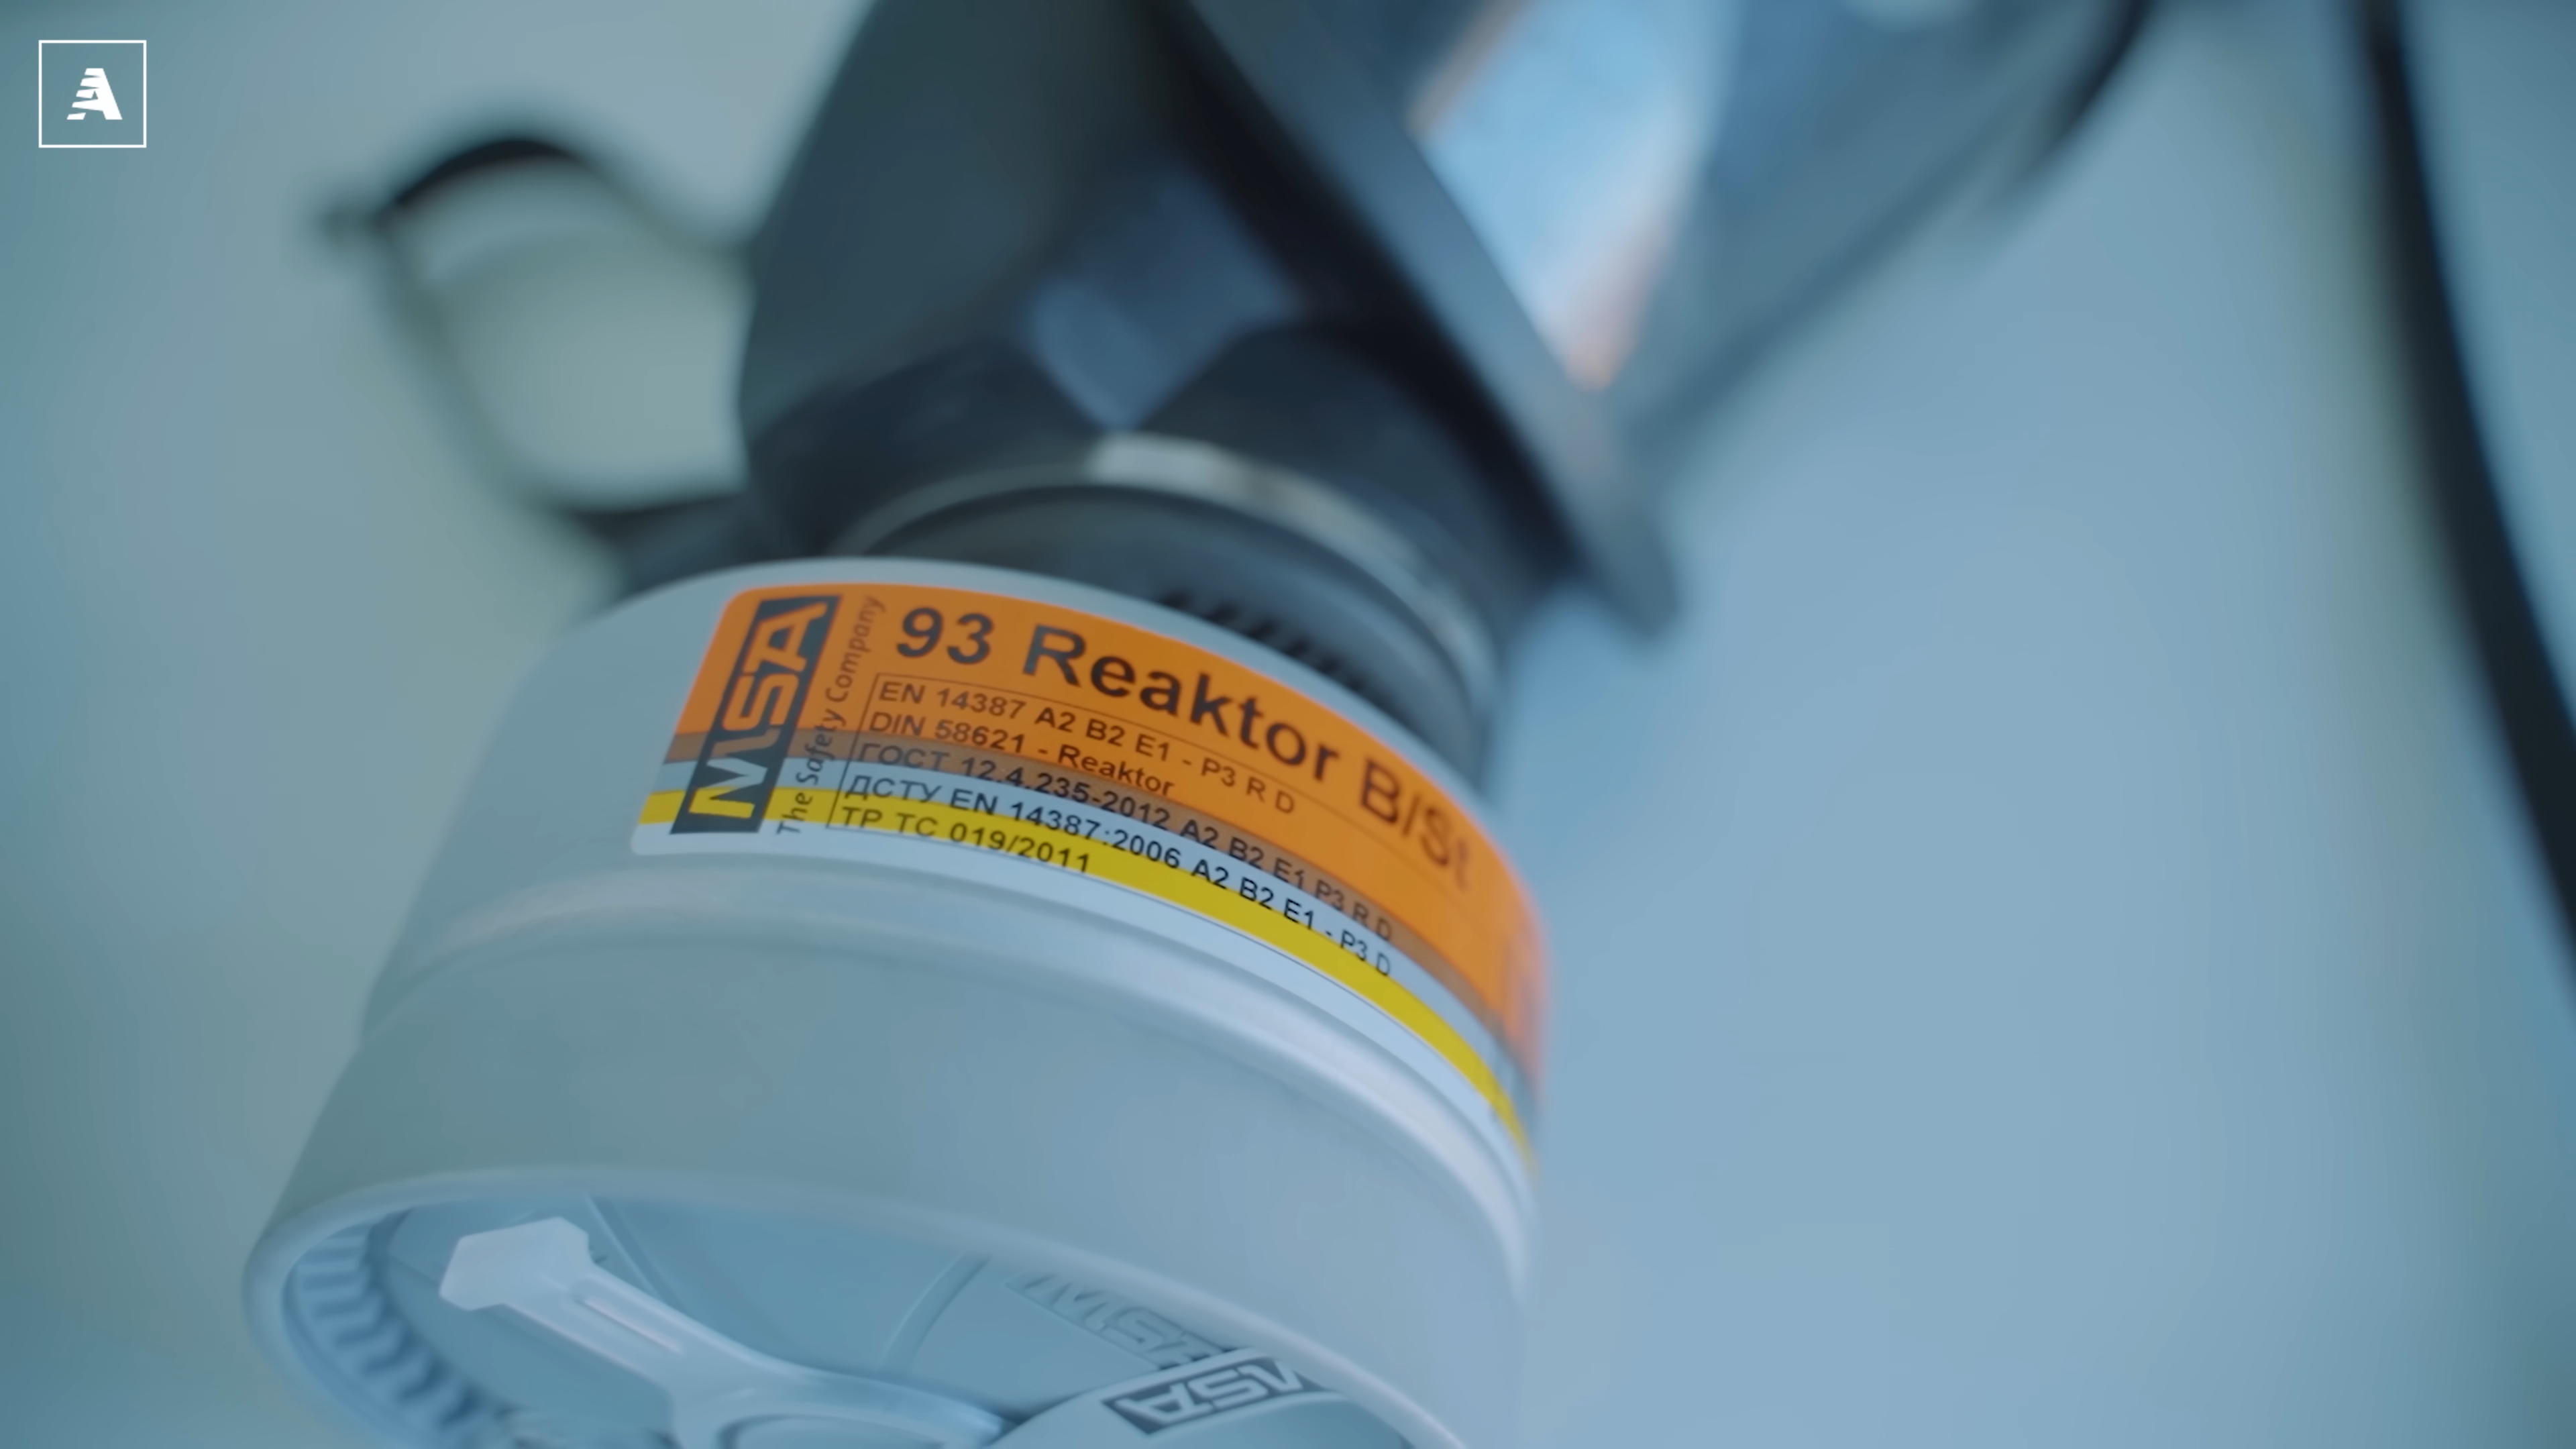 A
MSA
The Safety Company
93 Reaktor B/St
EN 14387 A2 B2 E1 - P3 R D
DIN 58621 - Reaktor
ГОСТ 12.4.235-2012 A2 B2 E1 P3 R D
ДСТУ EN 14387:2006 A2 B2 E1 - P3 D
ТР ТС 019/2011
MSA
MSA